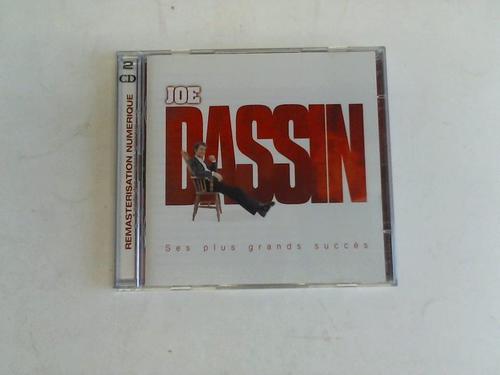 2
CD
REMASTERISATION NUMERIQUE
JOE
DASSIN
Ses plus grands succès